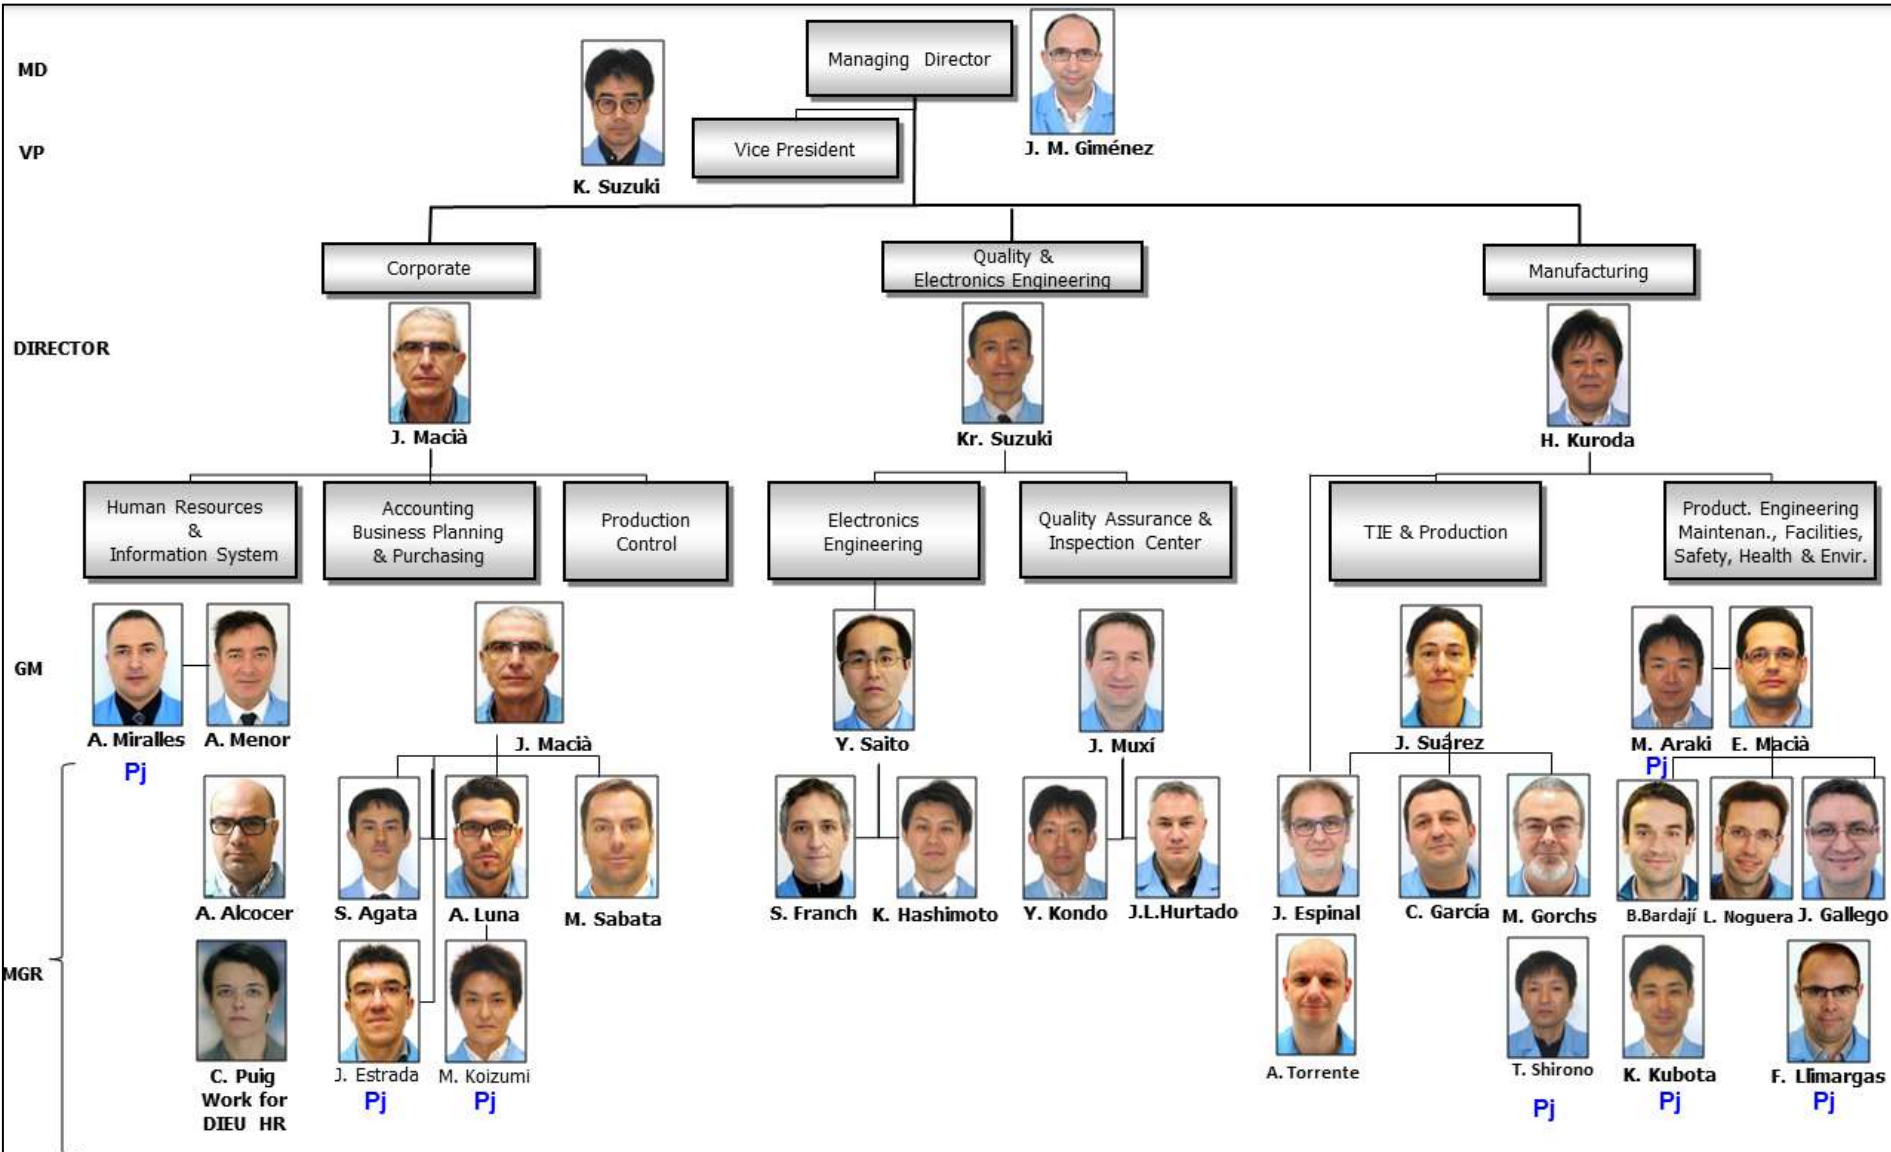 MD
Managing Director
VP
Vice President
J. M. Giménez
K. Suzuki
Corporate
Quality &
Electronics Engineering
Manufacturing
DIRECTOR
J. Macià
Kr. Suzuki
H. Kuroda
Human Resources
&
Information System
Accounting
Business Planning
& Purchasing
Production
Control
Electronics
Engineering
Quality Assurance &
Inspection Center
TIE & Production
Product. Engineering
Maintenan., Facilities,
Safety, Health & Envir.
GM
A. Miralles
Pj
A. Menor
J. Macià
Y. Saito
J. Muxí
J. Suárez
M. Araki
Pj
E. Macià
MGR
A. Alcocer
S. Agata
A. Luna
M. Sabata
S. Franch
K. Hashimoto
Y. Kondo
J.L.Hurtado
J. Espinal
C. García
M. Gorchs
B.Bardají
L. Noguera
J. Gallego
C. Puig
Work for
DIEU HR
J. Estrada
Pj
M. Koizumi
Pj
A. Torrente
T. Shirono
Pj
K. Kubota
Pj
F. Llimargas
Pj